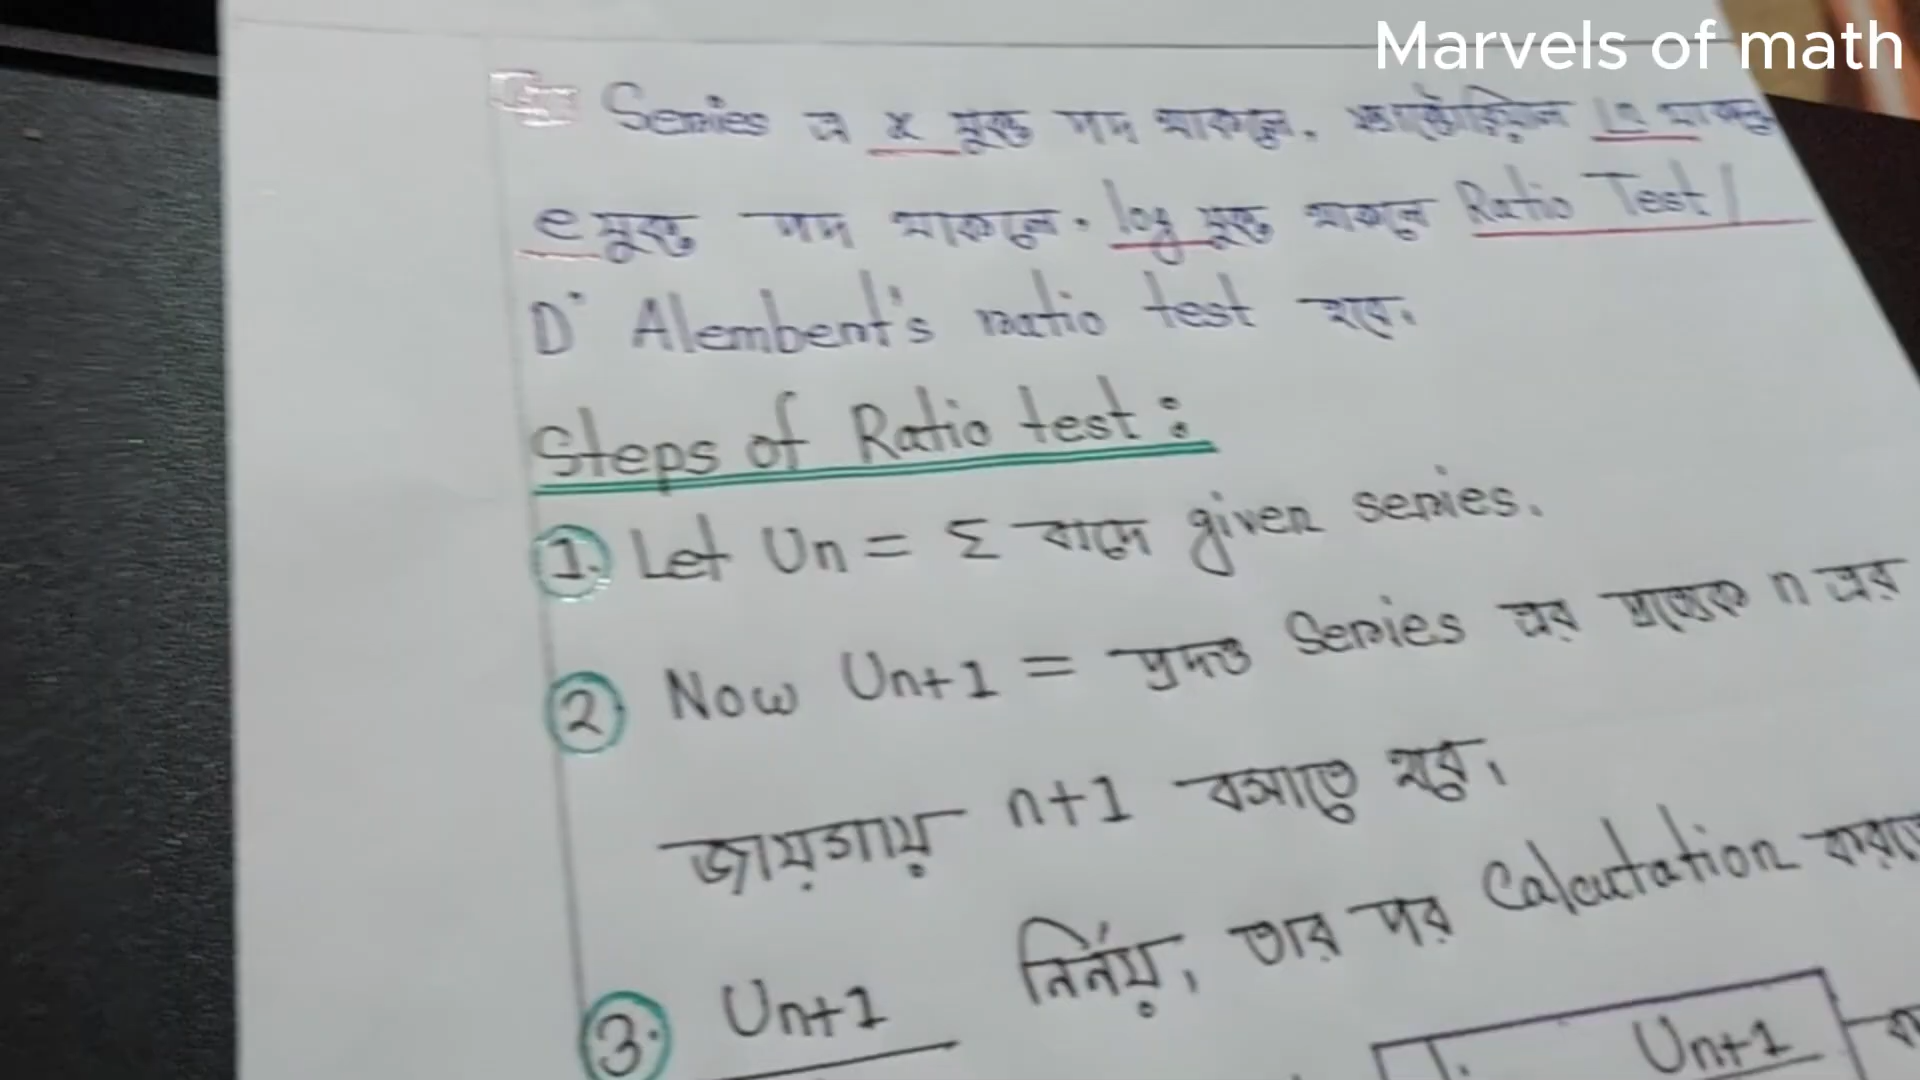 Marvels of math
Series এ x যুক্ত পদ থাকলে, ফ্যাক্টোরিয়াল Ln থাকলে
e যুক্ত পদ থাকলে. log যুক্ত থাকলে Ratio Test /
D' Alembert's ratio test হবে.
Steps of Ratio test :
1. Let Un = Σ বাদে given series.
2 Now Un+1 = প্রদত্ত Series এর প্রত্যেক n এর
জায়গায় n+1 বসাতে হবে।
3. Un+1 নির্নয়, তার পর Calculation
Un+1